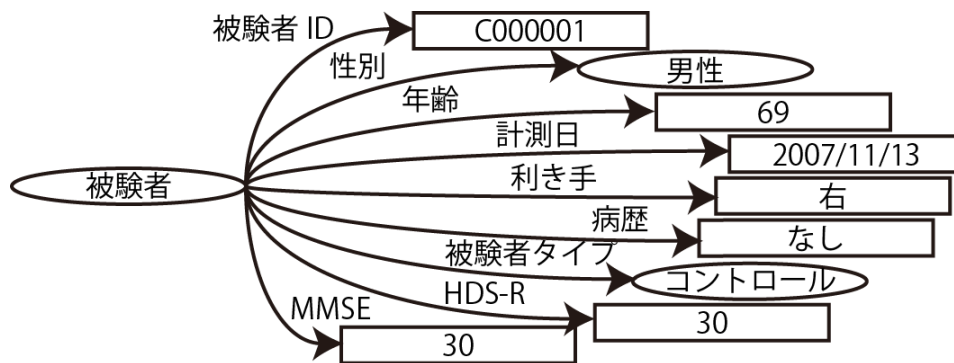 被験者 ID
C000001
性別
男性
年齢
69
計測日
2007/11/13
被験者
利き手
右
病歴
なし
被験者タイプ
コントロール
HDS-R
30
MMSE
30